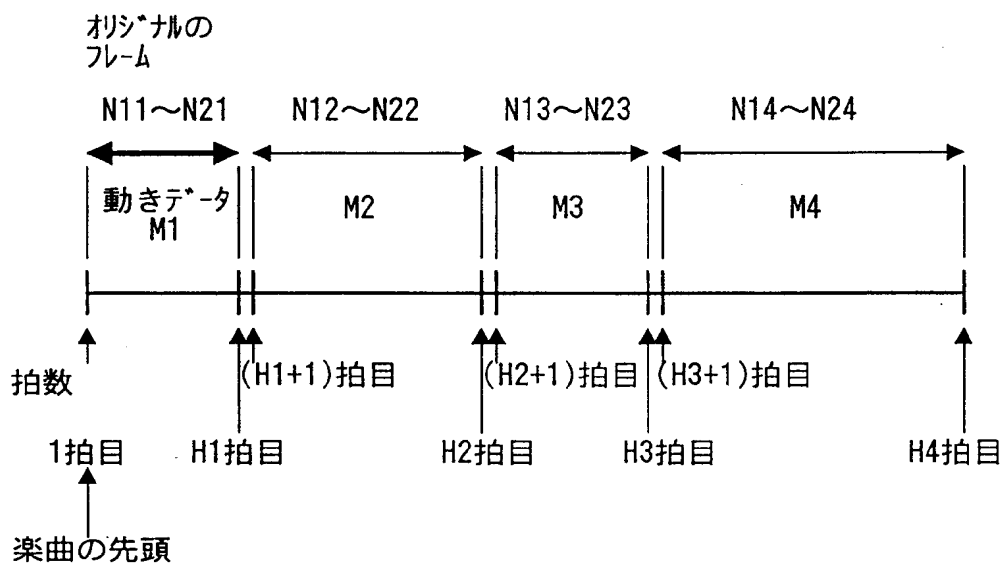 オリジナルの
フレーム
N11～N21 N12～N22 N13～N23 N14～N24
動きデータ
M1 M2 M3 M4
拍数
(H1+1)拍目 (H2+1)拍目 (H3+1)拍目
1拍目 H1拍目 H2拍目 H3拍目 H4拍目
楽曲の先頭